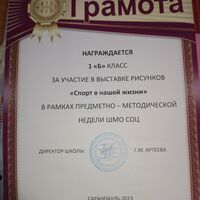 Грамота
НАГРАЖДАЕТСЯ
1 «Б» КЛАСС
ЗА УЧАСТИЕ В ВЫСТАВКЕ РИСУНКОВ
«Спорт в нашей жизни»
В РАМКАХ ПРЕДМЕТНО – МЕТОДИЧЕСКОЙ
НЕДЕЛИ ШМО СОЦ
ДИРЕКТОР ШКОЛЫ: Г.М. АРТЕЕВА
САРАНПАУЛЬ 2023